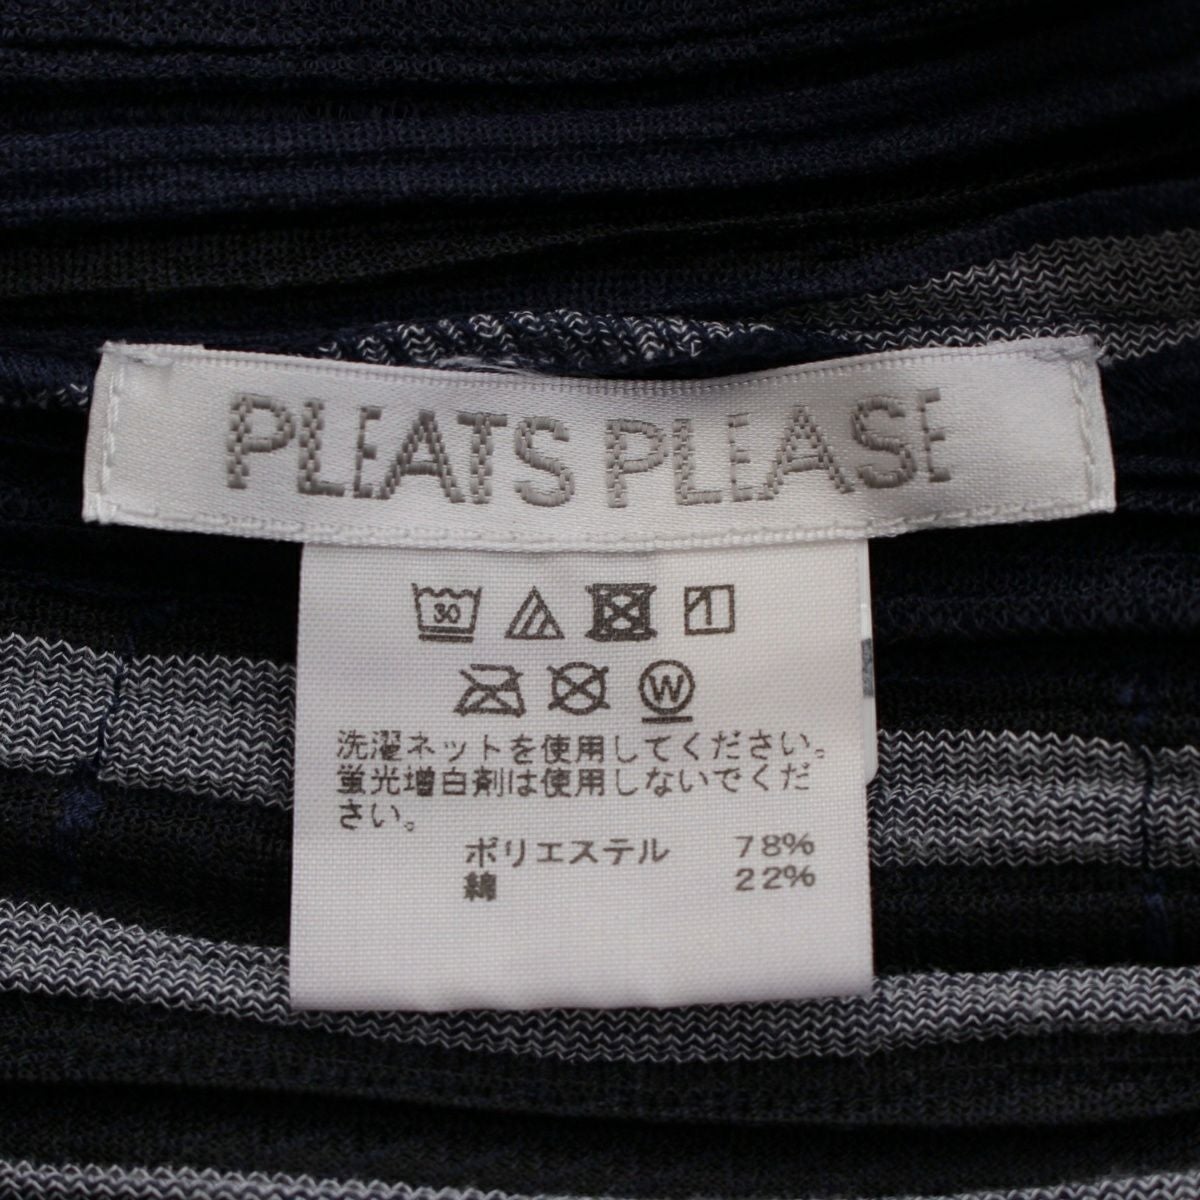 PLEATS PLEASE
30
W
洗濯ネットを使用してください。
蛍光増白剤は使用しないでくだ
さい。
ポリエステル 78%
綿 22%